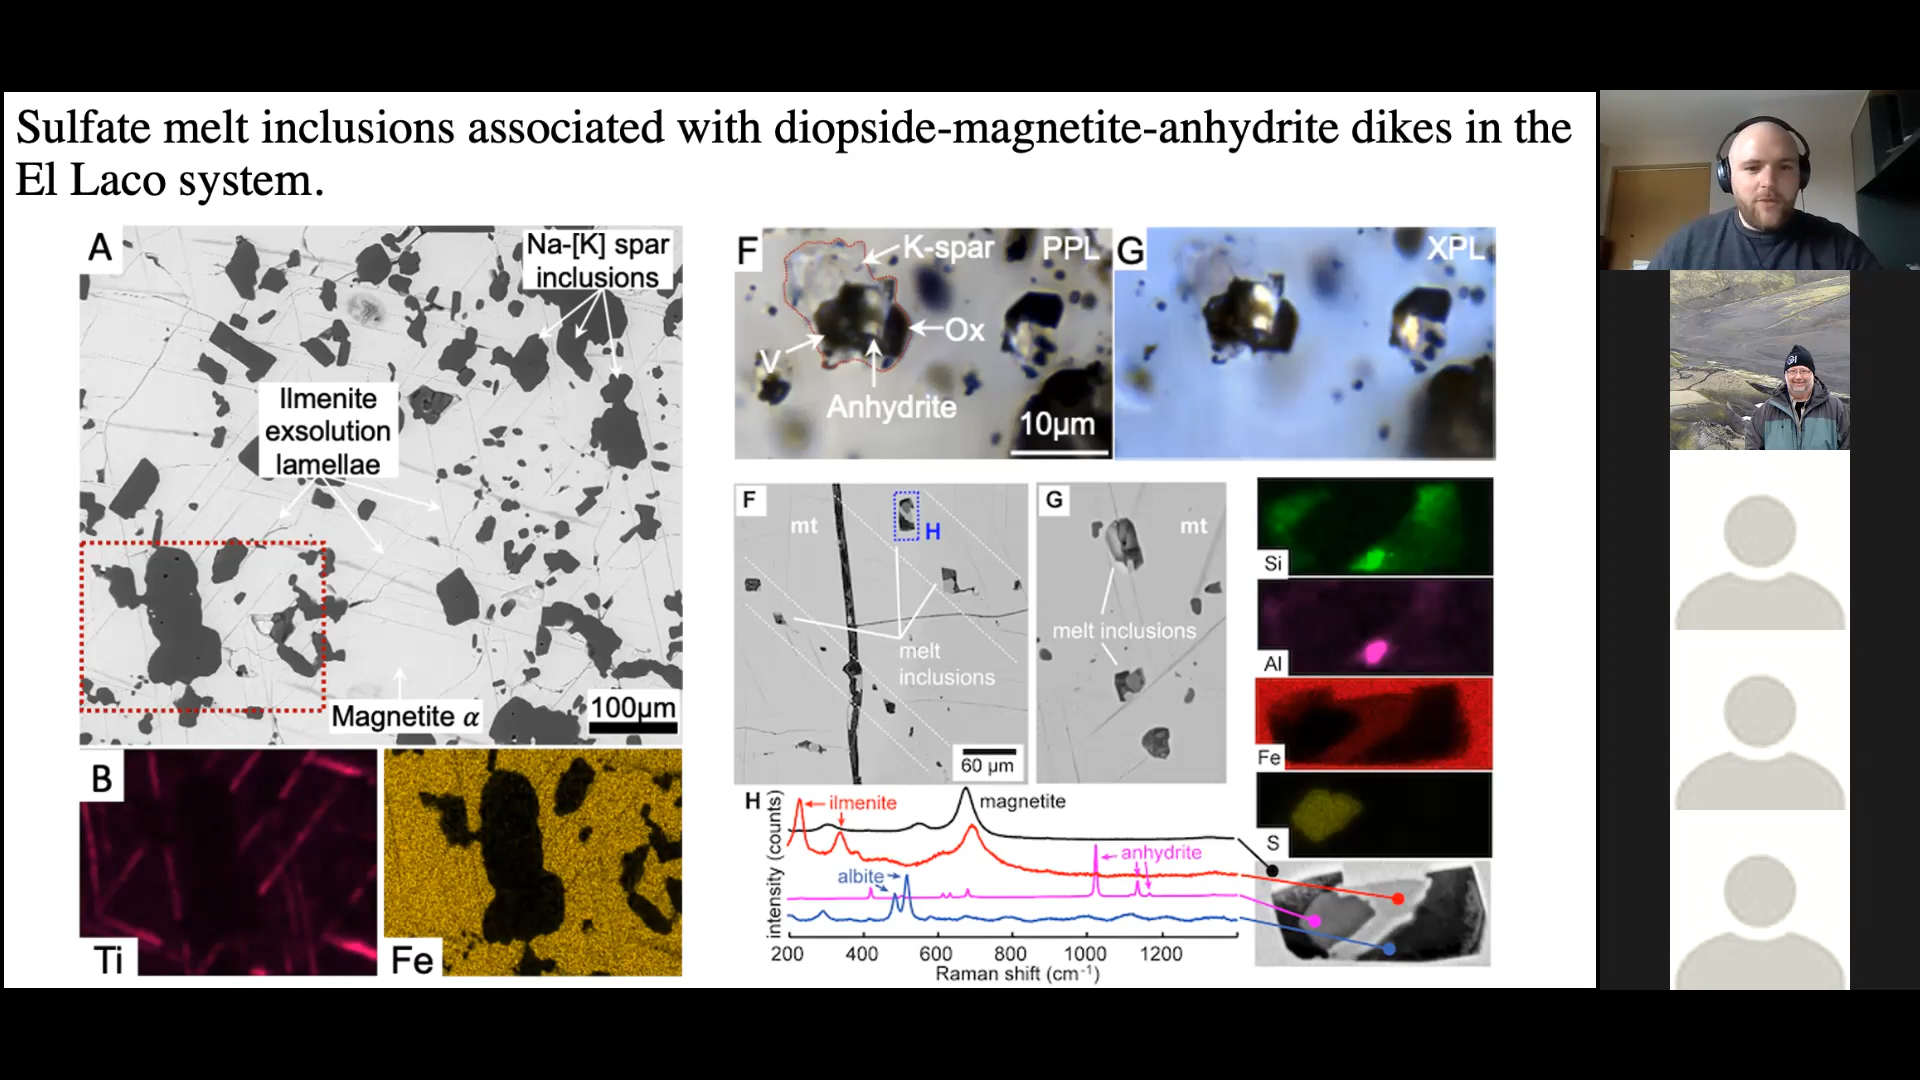 Sulfate melt inclusions associated with diopside-magnetite-anhydrite dikes in the
El Laco system.
A
Na-[K] spar
inclusions
Ilmenite
exsolution
lamellae
Magnetite α
100μm
B
Ti
Fe
F
K-spar
PPL
V
Ox
Anhydrite
10μm
G
XPL
F
mt
H
melt
inclusions
60 μm
G
mt
melt inclusions
Si
Al
Fe
S
H
intensity (counts)
ilmenite
magnetite
anhydrite
albite
200 400 600 800 1000 1200
Raman shift (cm⁻¹)